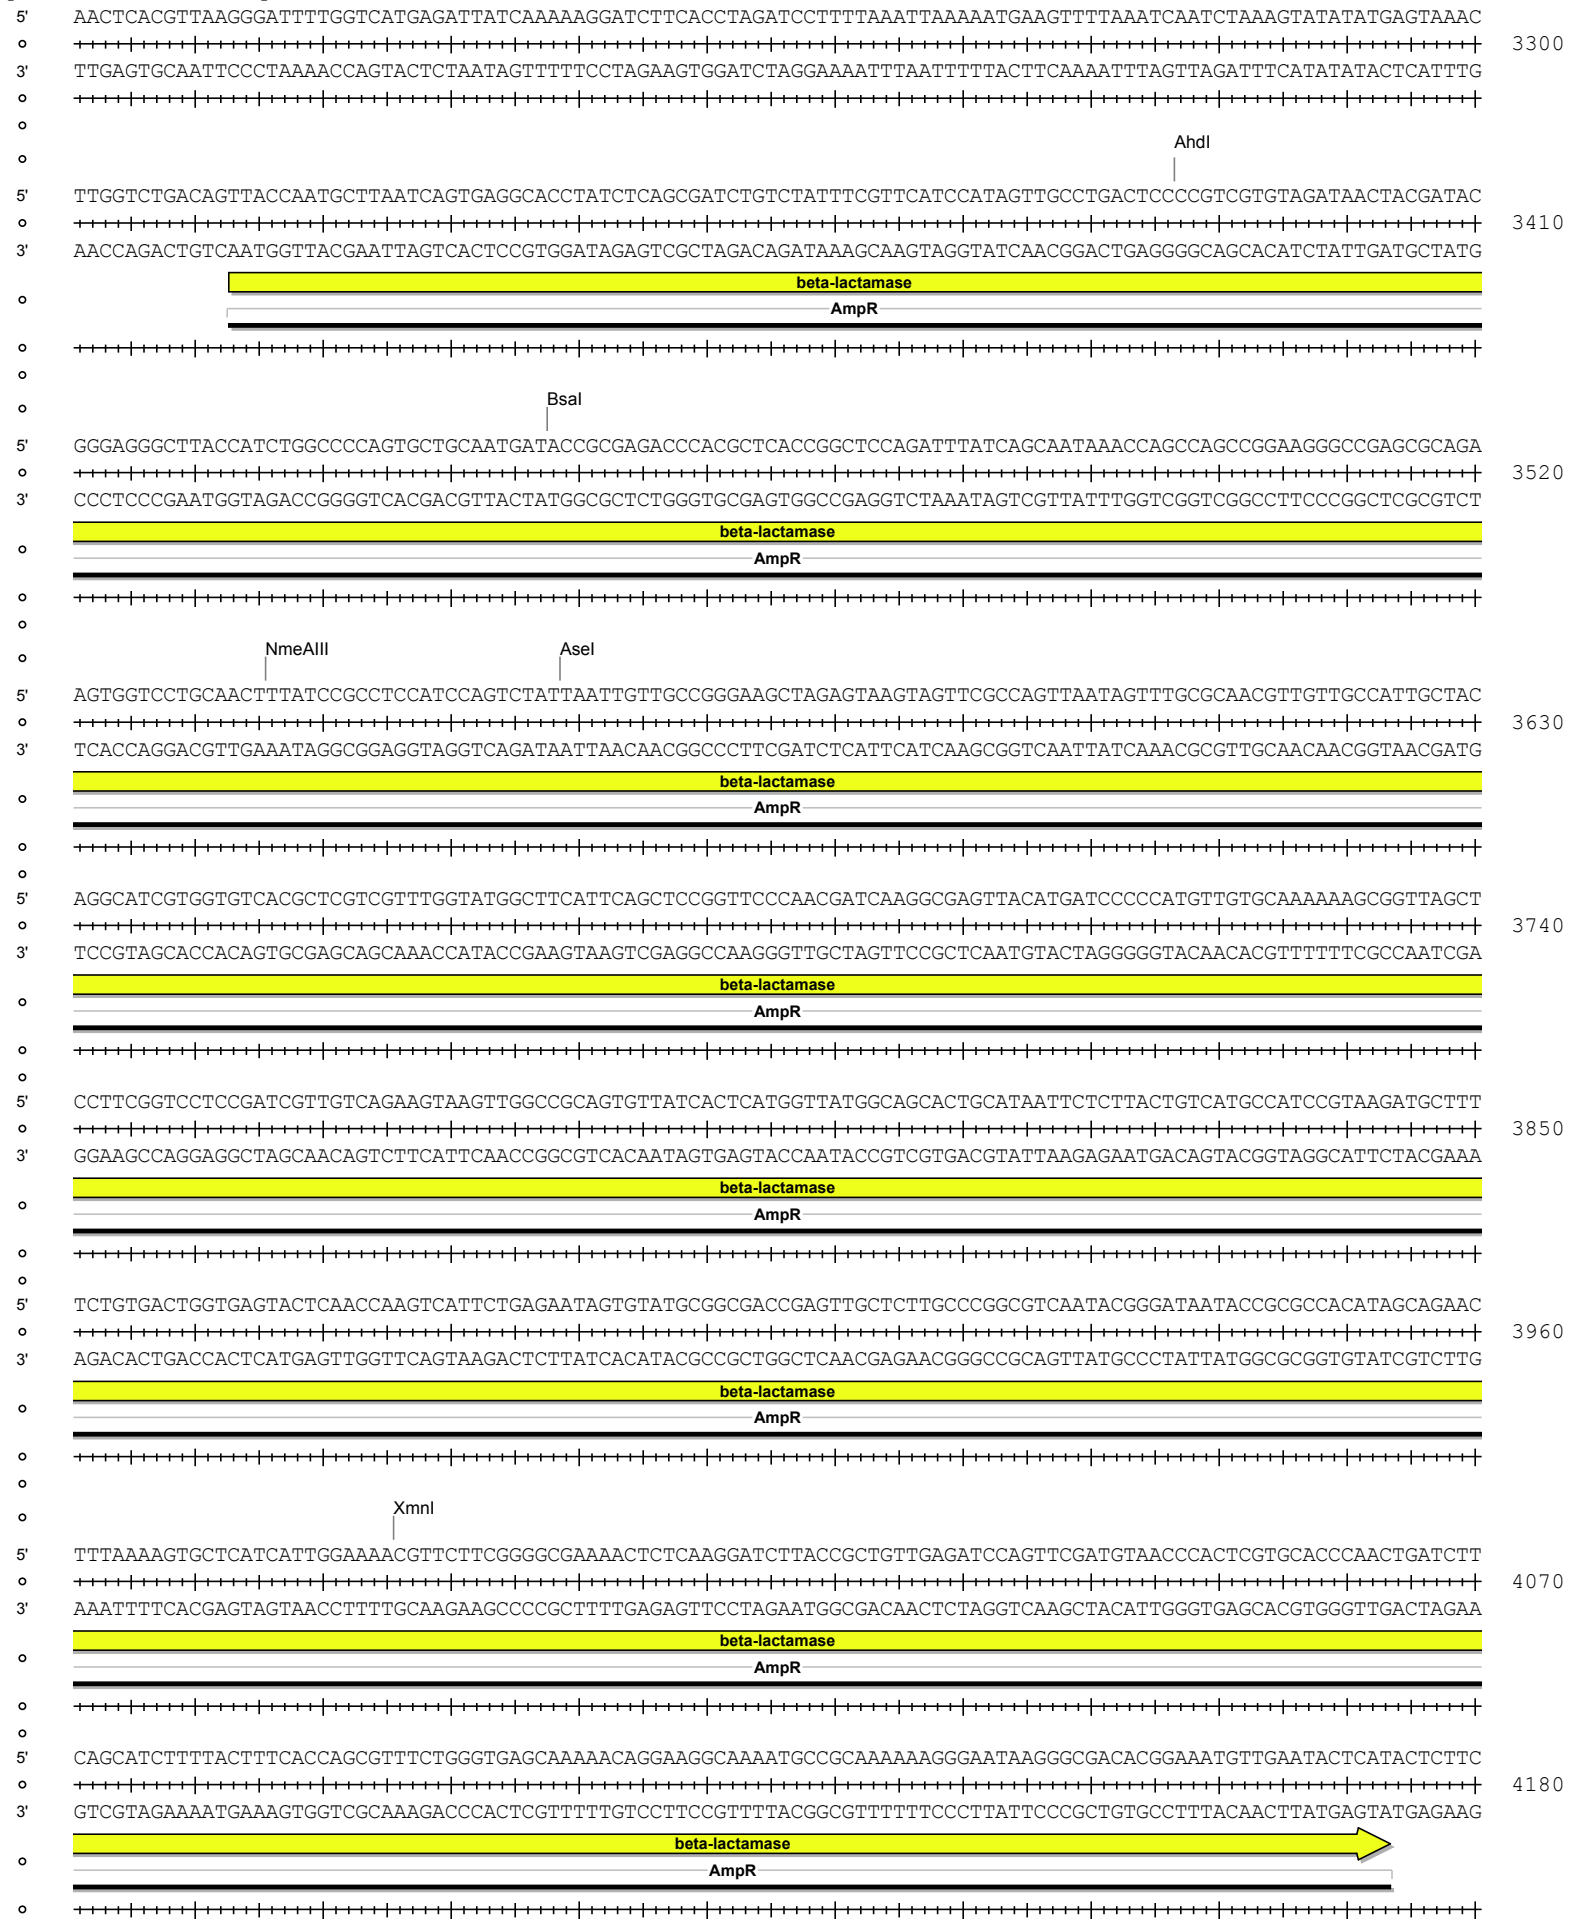 5' AACTCACGTTAAGGGATTTTGGTCATGAGATTATCAAAAAGGATCTTCACCTAGATCCTTTTAAATTAAAAATGAAGTTTTAAATCAATCTAAAGTATATATGAGTAAAC
3300
3' TTGAGTGCAATTCCCTAAAACCAGTACTCTAATAGTTTTTCCTAGAAGTGGATCTAGGAAAATTTAATTTTTACTTCAAAATTTAGTTAGATTTCATATATACTCATTTG
AhdI
5' TTGGTCTGACAGTTACCAATGCTTAATCAGTGAGGCACCTATCTCAGCGATCTGTCTATTTCGTTCATCCATAGTTGCCTGACTCCCCGTCGTGTAGATAACTACGATAC
3410
3' AACCAGACTGTCAATGGTTACGAATTAGTCACTCCGTGGATAGAGTCGCTAGACAGATAAAGCAAGTAGGTATCAACGGACTGAGGGGCAGCACATCTATTGATGCTATG
beta-lactamase
AmpR
BsaI
5' GGGAGGGCTTACCATCTGGCCCCAGTGCTGCAATGATACCGCGAGACCCACGCTCACCGGCTCCAGATTTATCAGCAATAAACCAGCCAGCCGGAAGGGCCGAGCGCAGA
3520
3' CCCTCCCGAATGGTAGACCGGGGTCACGACGTTACTATGGCGCTCTGGGTGCGAGTGGCCGAGGTCTAAATAGTCGTTATTTGGTCGGTCGGCCTTCCCGGCTCGCGTCT
beta-lactamase
AmpR
NmeAIII AseI
5' AGTGGTCCTGCAACTTTATCCGCCTCCATCCAGTCTATTAATTGTTGCCGGGAAGCTAGAGTAAGTAGTTCGCCAGTTAATAGTTTGCGCAACGTTGTTGCCATTGCTAC
3630
3' TCACCAGGACGTTGAAATAGGCGGAGGTAGGTCAGATAATTAACAACGGCCCTTCGATCTCATTCATCAAGCGGTCAATTATCAAACGCGTTGCAACAACGGTAACGATG
beta-lactamase
AmpR
5' AGGCATCGTGGTGTCACGCTCGTCGTTTGGTATGGCTTCATTCAGCTCCGGTTCCCAACGATCAAGGCGAGTTACATGATCCCCCATGTTGTGCAAAAAAGCGGTTAGCT
3740
3' TCCGTAGCACCACAGTGCGAGCAGCAAACCATACCGAAGTAAGTCGAGGCCAAGGGTTGCTAGTTCCGCTCAATGTACTAGGGGGTACAACACGTTTTTTCGCCAATCGA
beta-lactamase
AmpR
5' CCTTCGGTCCTCCGATCGTTGTCAGAAGTAAGTTGGCCGCAGTGTTATCACTCATGGTTATGGCAGCACTGCATAATTCTCTTACTGTCATGCCATCCGTAAGATGCTTT
3850
3' GGAAGCCAGGAGGCTAGCAACAGTCTTCATTCAACCGGCGTCACAATAGTGAGTACCAATACCGTCGTGACGTATTAAGAGAATGACAGTACGGTAGGCATTCTACGAAA
beta-lactamase
AmpR
5' TCTGTGACTGGTGAGTACTCAACCAAGTCATTCTGAGAATAGTGTATGCGGCGACCGAGTTGCTCTTGCCCGGCGTCAATACGGGATAATACCGCGCCACATAGCAGAAC
3960
3' AGACACTGACCACTCATGAGTTGGTTCAGTAAGACTCTTATCACATACGCCGCTGGCTCAACGAGAACGGGCCGCAGTTATGCCCTATTATGGCGCGGTGTATCGTCTTG
beta-lactamase
AmpR
XmnI
5' TTTAAAAGTGCTCATCATTGGAAAACGTTCTTCGGGGCGAAAACTCTCAAGGATCTTACCGCTGTTGAGATCCAGTTCGATGTAACCCACTCGTGCACCCAACTGATCTT
4070
3' AAATTTTCACGAGTAGTAACCTTTTGCAAGAAGCCCCGCTTTTGAGAGTTCCTAGAATGGCGACAACTCTAGGTCAAGCTACATTGGGTGAGCACGTGGGTTGACTAGAA
beta-lactamase
AmpR
5' CAGCATCTTTTACTTTCACCAGCGTTTCTGGGTGAGCAAAAACAGGAAGGCAAAATGCCGCAAAAAAGGGAATAAGGGCGACACGGAAATGTTGAATACTCATACTCTTC
4180
3' GTCGTAGAAAATGAAAGTGGTCGCAAAGACCCACTCGTTTTTGTCCTTCCGTTTTACGGCGTTTTTTCCCTTATTCCCGCTGTGCCTTTACAACTTATGAGTATGAGAAG
beta-lactamase
AmpR